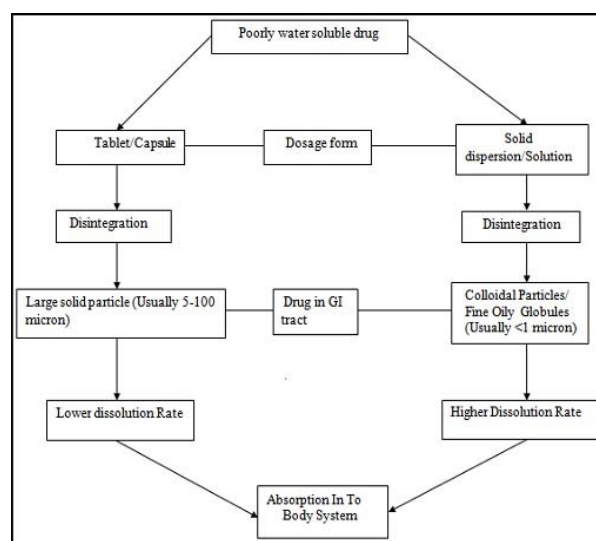 Poorly water soluble drug
Tablet/Capsule
Dosage form
Solid
dispersion/Solution
Disintegration
Disintegration
Large solid particle (Usually 5-100
micron)
Drug in GI
tract
Colloidal Particles/
Fine Oily Globules
(Usually <1 micron)
Lower dissolution Rate
Higher Dissolution Rate
Absorption In To
Body System